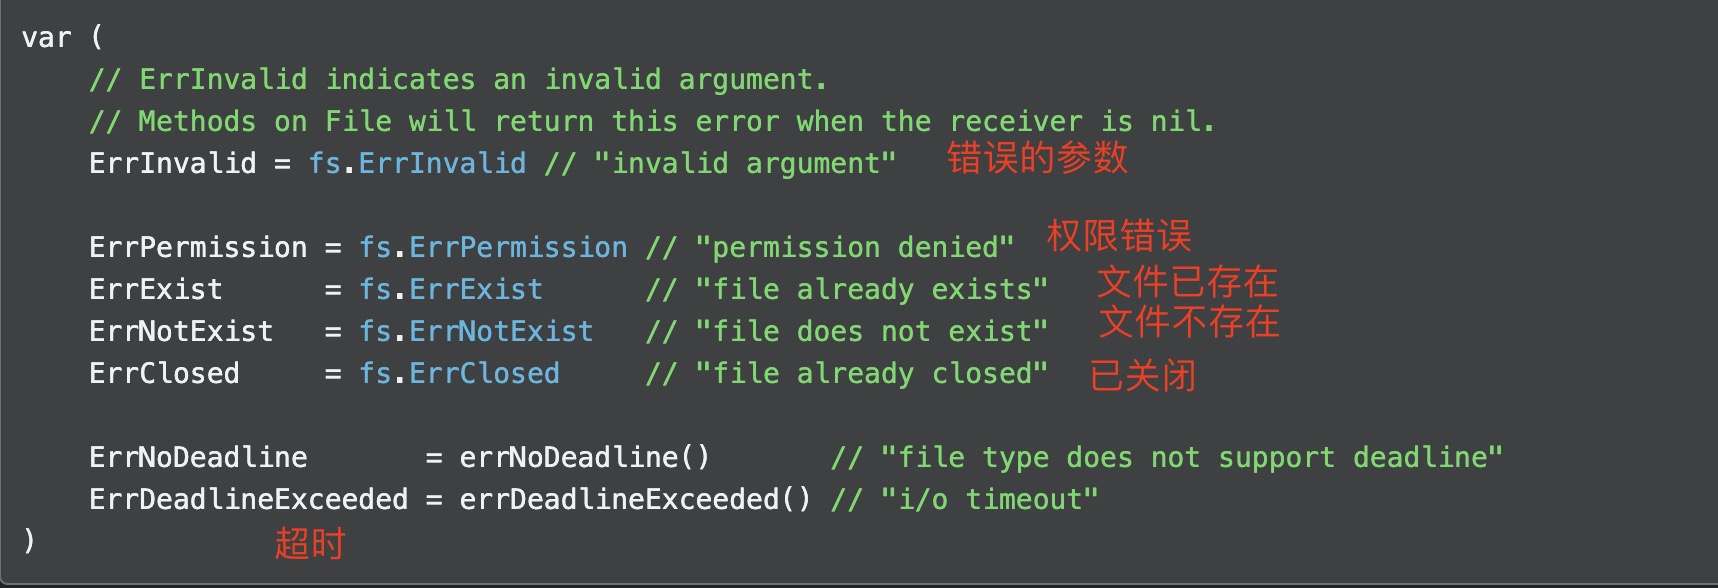 var (
// ErrInvalid indicates an invalid argument.
// Methods on File will return this error when the receiver is nil.
ErrInvalid = fs.ErrInvalid // "invalid argument" 错误的参数
ErrPermission = fs.ErrPermission // "permission denied" 权限错误
ErrExist = fs.ErrExist // "file already exists" 文件已存在
ErrNotExist = fs.ErrNotExist // "file does not exist" 文件不存在
ErrClosed = fs.ErrClosed // "file already closed" 已关闭
ErrNoDeadline = errNoDeadline() // "file type does not support deadline"
ErrDeadlineExceeded = errDeadlineExceeded() // "i/o timeout"
) 超时